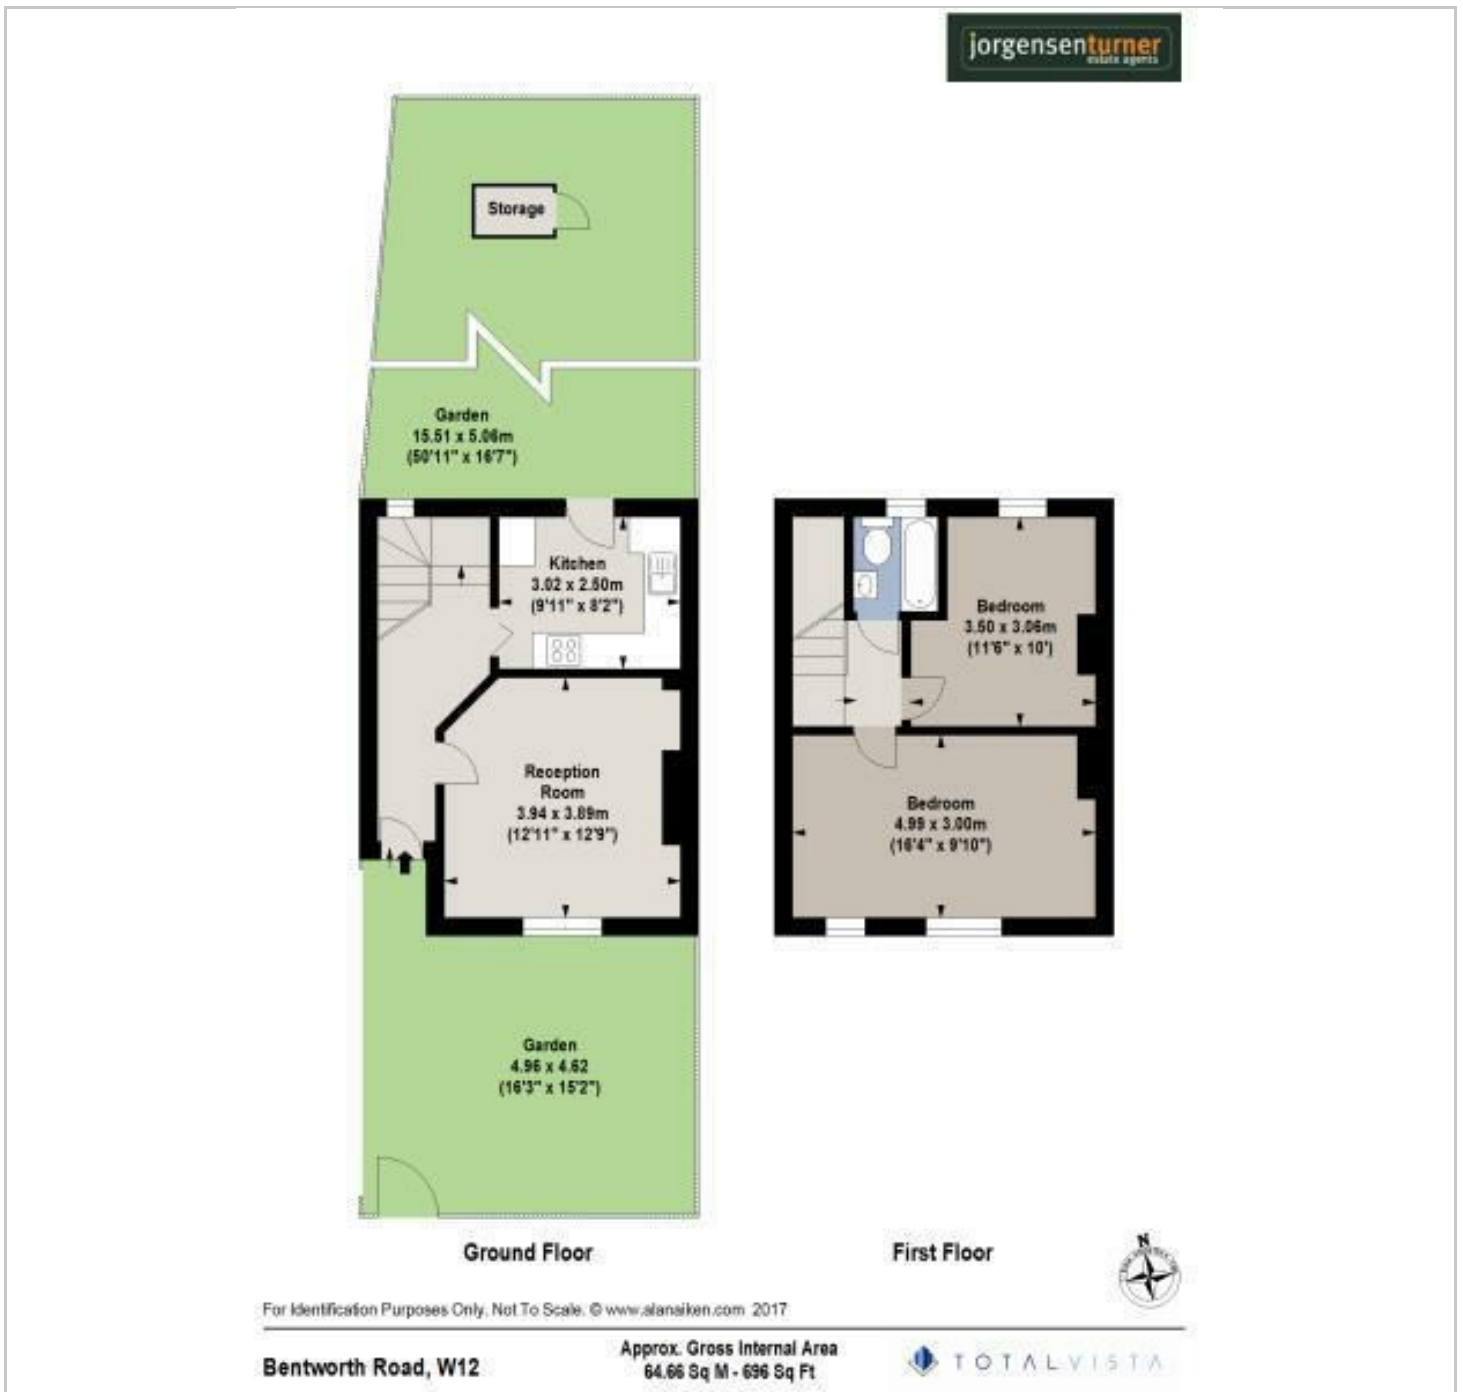 jorgensenturner
estate agents
Storage
Garden
15.51 x 5.06m
(50'11" x 16'7")
Kitchen
3.02 x 2.50m
(9'11" x 8'2")
Reception
Room
3.94 x 3.89m
(12'11" x 12'9")
Garden
4.96 x 4.62
(16'3" x 15'2")
Bedroom
3.50 x 3.06m
(11'6" x 10')
Bedroom
4.99 x 3.00m
(16'4" x 9'10")
Ground Floor
First Floor
N
For Identification Purposes Only. Not To Scale. © www.alanaiken.com 2017
Bentworth Road, W12
Approx. Gross Internal Area
64.66 Sq M - 696 Sq Ft
TOTALVISTA